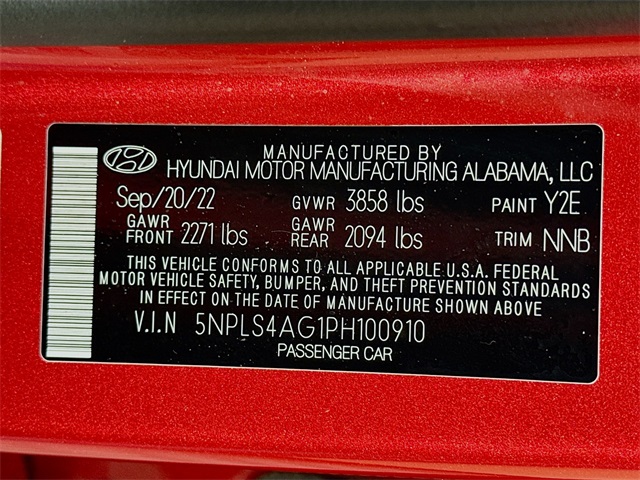 MANUFACTURED BY
HYUNDAI MOTOR MANUFACTURING ALABAMA, LLC
Sep/20/22 GVWR 3858 lbs PAINT Y2E
GAWR FRONT 2271 lbs GAWR REAR 2094 lbs TRIM NNB
THIS VEHICLE CONFORMS TO ALL APPLICABLE U.S.A. FEDERAL
MOTOR VEHICLE SAFETY, BUMPER, AND THEFT PREVENTION STANDARDS
IN EFFECT ON THE DATE OF MANUFACTURE SHOWN ABOVE
V.I.N 5NPLS4AG1PH100910
PASSENGER CAR